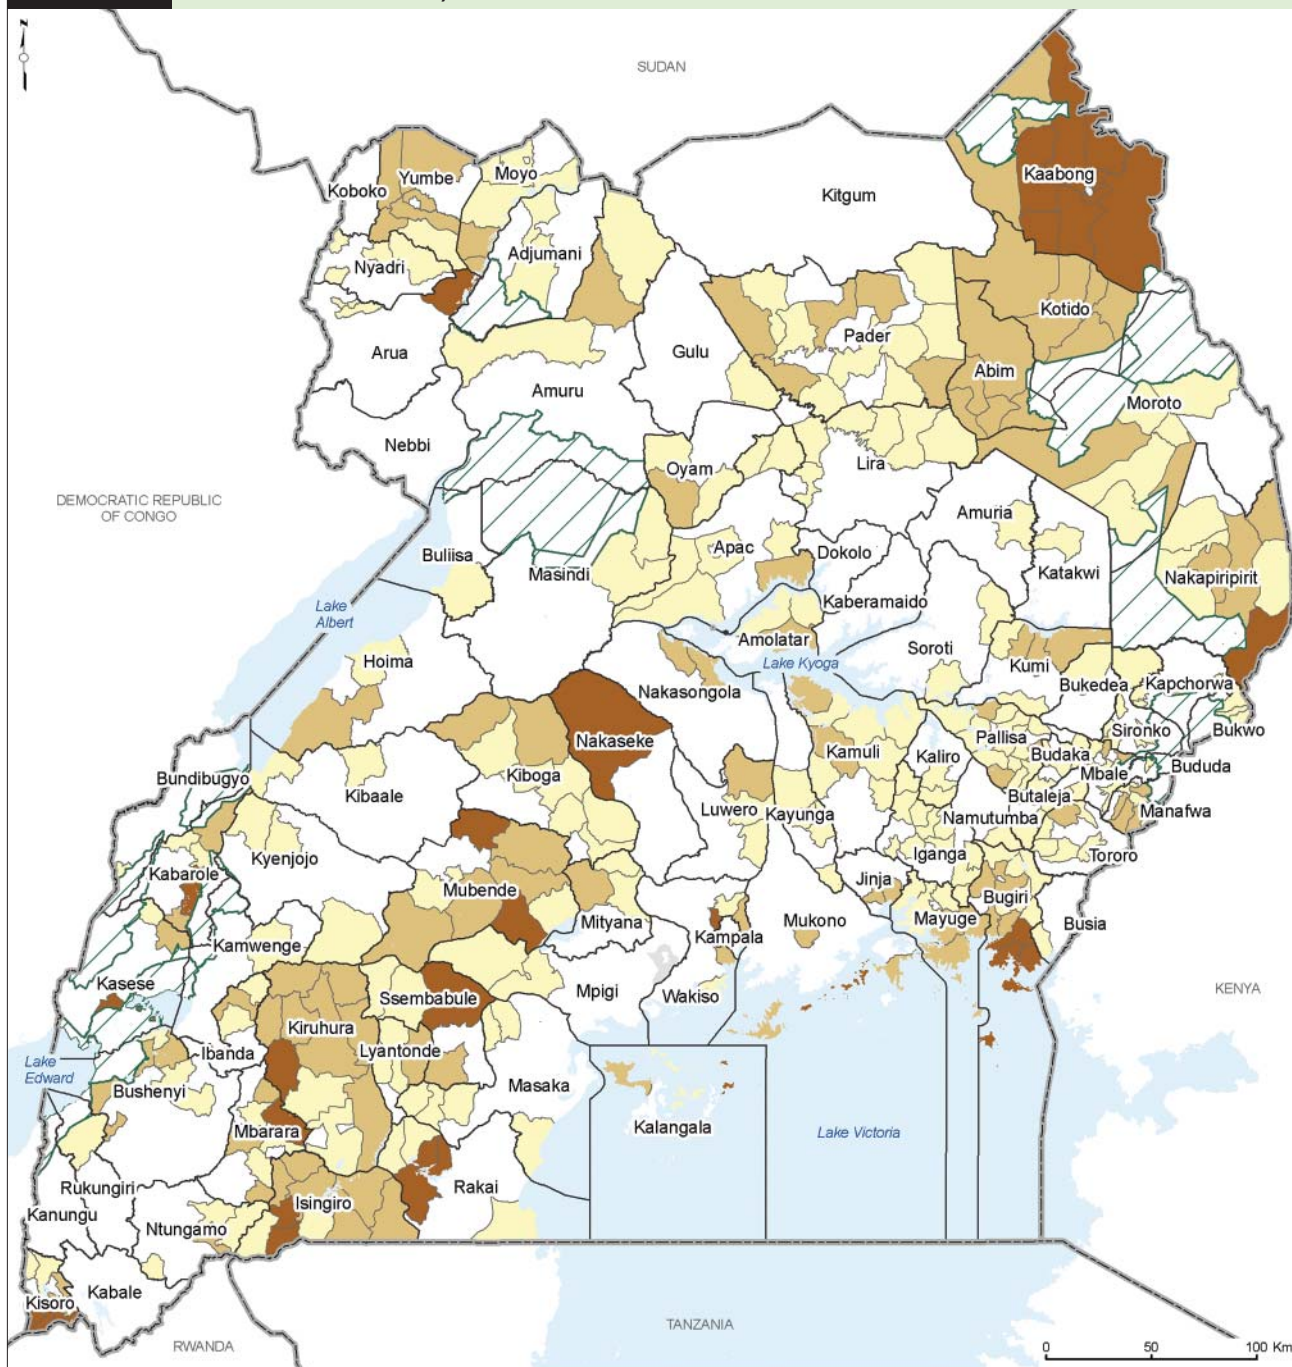 N
SUDAN
Kaabong
Koboko
Yumbe
Moyo
Kitgum
Nyadri
Adjumani
Kotido
Arua
Gulu
Pader
Abim
Amuru
Moroto
Nebbi
Oyam
Lira
DEMOCRATIC REPUBLIC
OF CONGO
Amuria
Buliisa
Apac
Dokolo
Masindi
Katakwi
Nakapiripirit
Lake
Albert
Kaberamaido
Amolatar
Soroti
Hoima
Lake Kyoga
Kumi
Nakasongola
Bukedea
Kapchorwa
Nakaseke
Kamuli
Kaliro
Pallisa
Sironko
Bukwo
Budaka
Mbale
Bududa
Bundibugyo
Kiboga
Kibaale
Butaleja
Luwero
Kayunga
Namutumba
Manafwa
Kyenjojo
Iganga
Tororo
Kabarole
Mubende
Jinja
Bugiri
Mityana
Mukono
Mayuge
Busia
Kamwenge
Kampala
Kasese
Ssembabule
Mpigi
Wakiso
KENYA
Kiruhura
Lake
Edward
Ibanda
Lyantonde
Bushenyi
Masaka
Mbarara
Kalangala
Lake Victoria
Rukungiri
Rakai
Kanungu
Isingiro
Ntungamo
Kabale
Kisoro
TANZANIA
RWANDA
0 50 100 Km